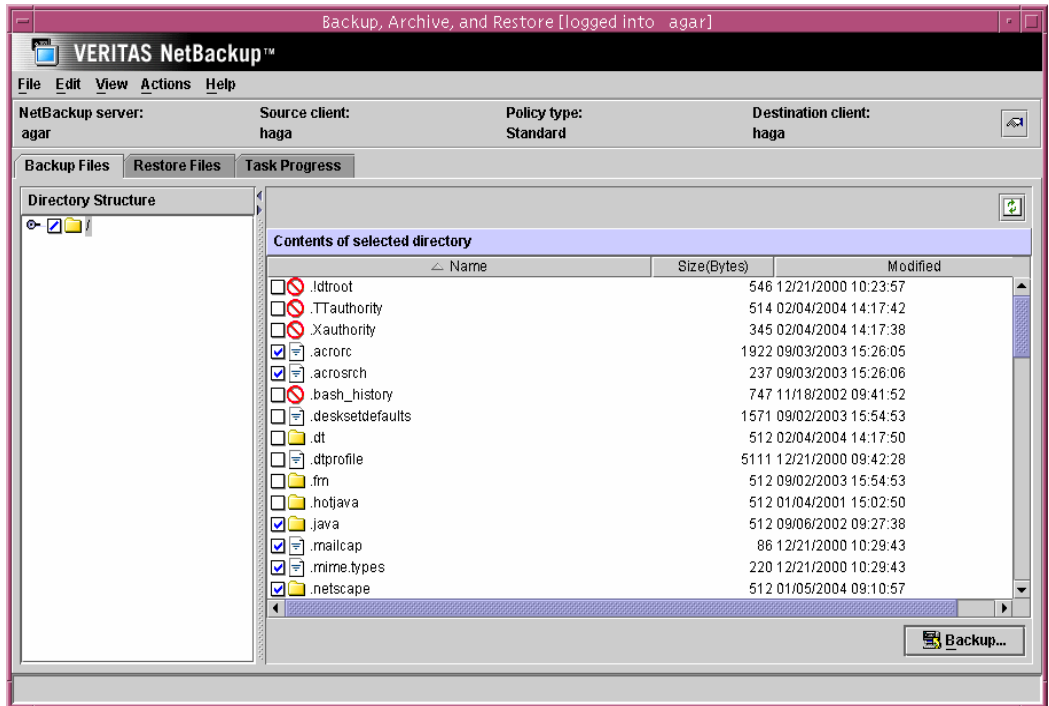 Backup, Archive, and Restore [logged into agar]
VERITAS NetBackup™
File Edit View Actions Help
NetBackup server: Source client: Policy type: Destination client:
agar haga Standard haga
Backup Files Restore Files Task Progress
Directory Structure
/
Contents of selected directory
Name Size(Bytes) Modified
.!dtroot 546 12/21/2000 10:23:57
.TTauthority 514 02/04/2004 14:17:42
.Xauthority 345 02/04/2004 14:17:38
.acrorc 1922 09/03/2003 15:26:05
.acrosrch 237 09/03/2003 15:26:06
.bash_history 747 11/18/2002 09:41:52
.desksetdefaults 1571 09/02/2003 15:54:53
.dt 512 02/04/2004 14:17:50
.dtprofile 5111 12/21/2000 09:42:28
.fm 512 09/02/2003 15:54:53
.hotjava 512 01/04/2001 15:02:50
.java 512 09/06/2002 09:27:38
.mailcap 86 12/21/2000 10:29:43
.mime.types 220 12/21/2000 10:29:43
.netscape 512 01/05/2004 09:10:57
Backup...